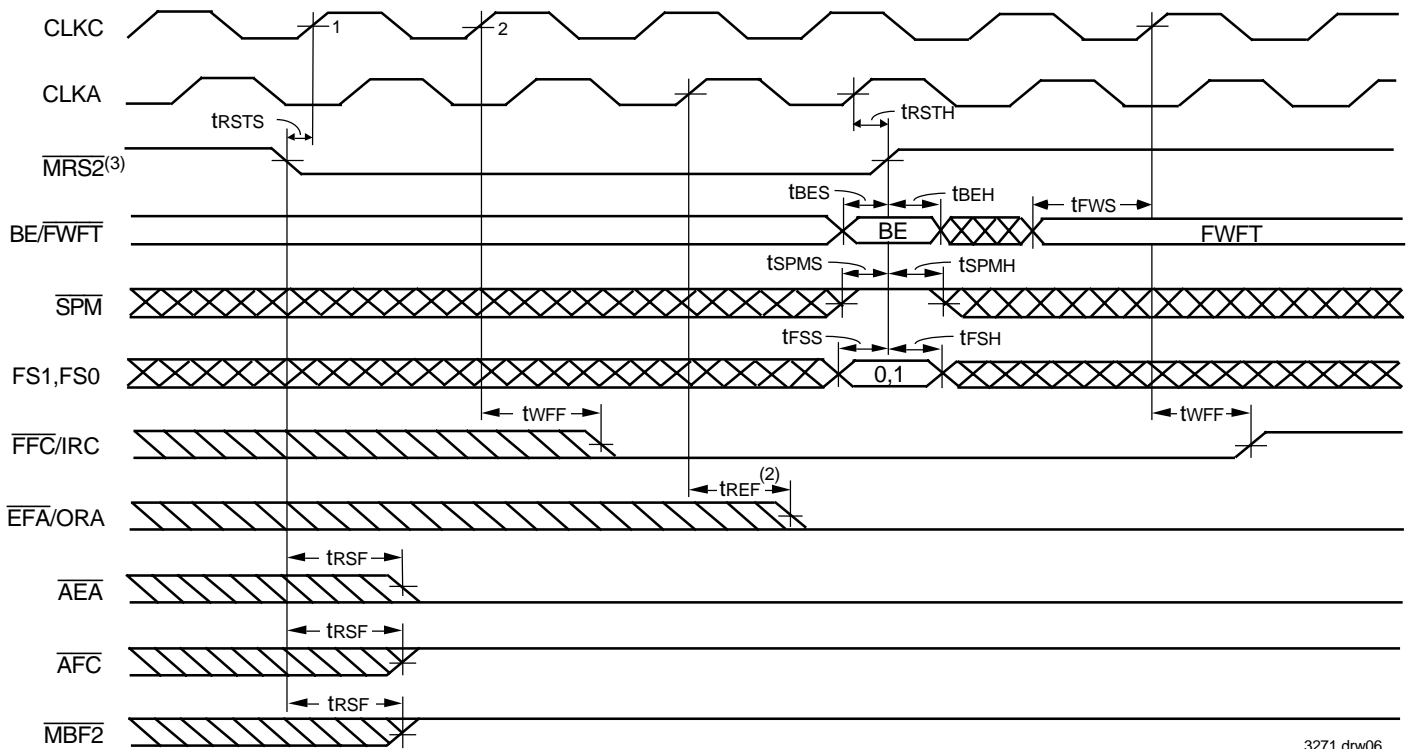 CLKC
1
2
CLKA
tRSTS
tRSTH
MRS2(3)
tBES
tBEH
tFWS
BE/FWFT
BE
FWFT
tSPMS
tSPMH
SPM
tFSS
tFSH
FS1,FS0
0,1
tWFF
tWFF
FFC/IRC
tREF(2)
EFA/ORA
tRSF
AEA
tRSF
AFC
tRSF
MBF2
3271 drw06